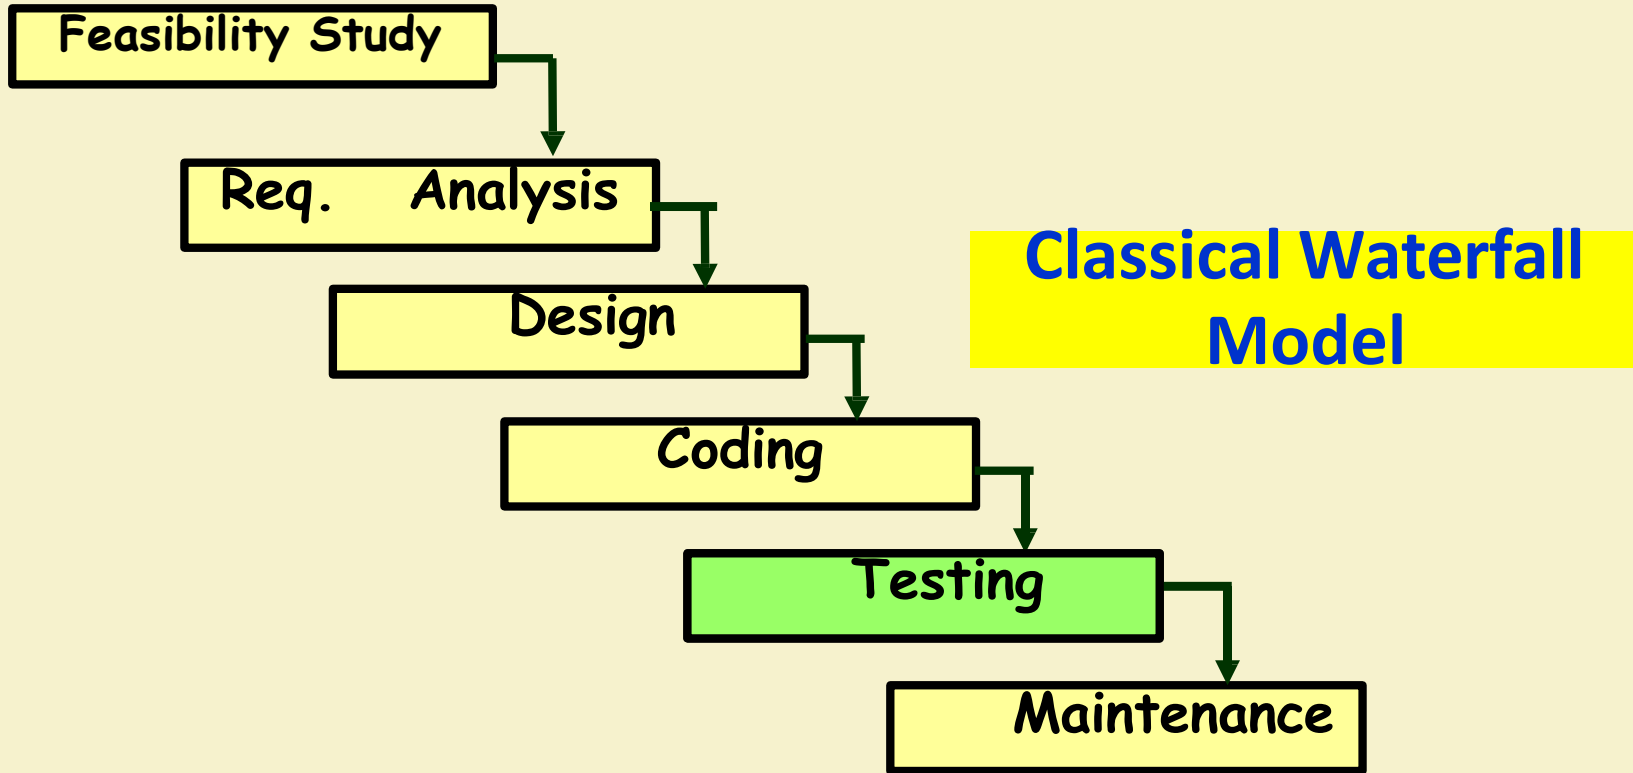 Feasibility Study
Req. Analysis
Classical Waterfall
Model
Design
Coding
Testing
Maintenance